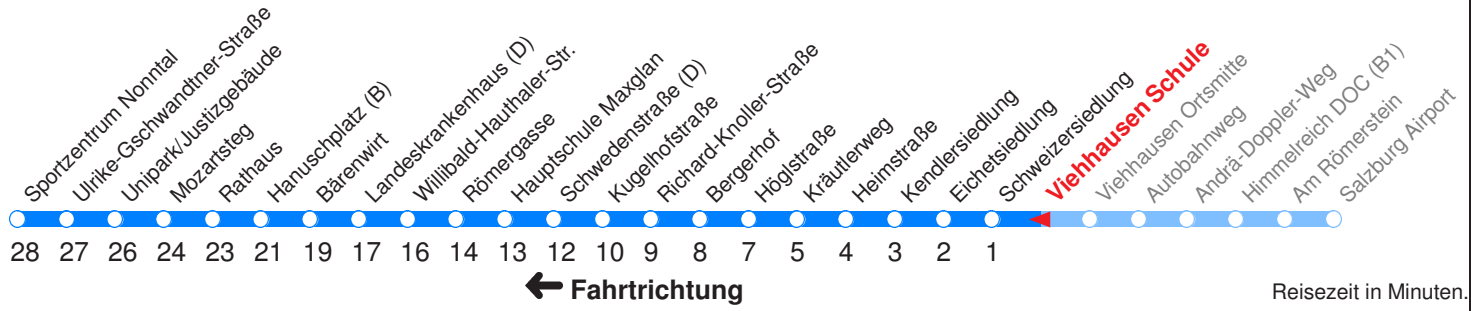 Sportzentrum Nonntal
Ulrike-Gschwandtner-Straße
Unipark/Justizgebäude
Mozartsteg
Rathaus
Hanuschplatz (B)
Bärenwirt
Landeskrankenhaus (D)
Willibald-Hauthaler-Str.
Römergasse
Hauptschule Maxglan
Schwedenstraße (D)
Kugelhofstraße
Richard-Knoller-Straße
Bergerhof
Höglstraße
Kräutlerweg
Heimstraße
Kendlersiedlung
Eichetsiedlung
Schweizersiedlung
Viehhausen Schule
Viehhausen Ortsmitte
Autobahnweg
Andrä-Doppler-Weg
Himmelreich DOC (B1)
Am Römerstein
Salzburg Airport
28 27 26 24 23 21 19 17 16 14 13 12 10 9 8 7 5 4 3 2 1
Fahrtrichtung
Reisezeit in Minuten.